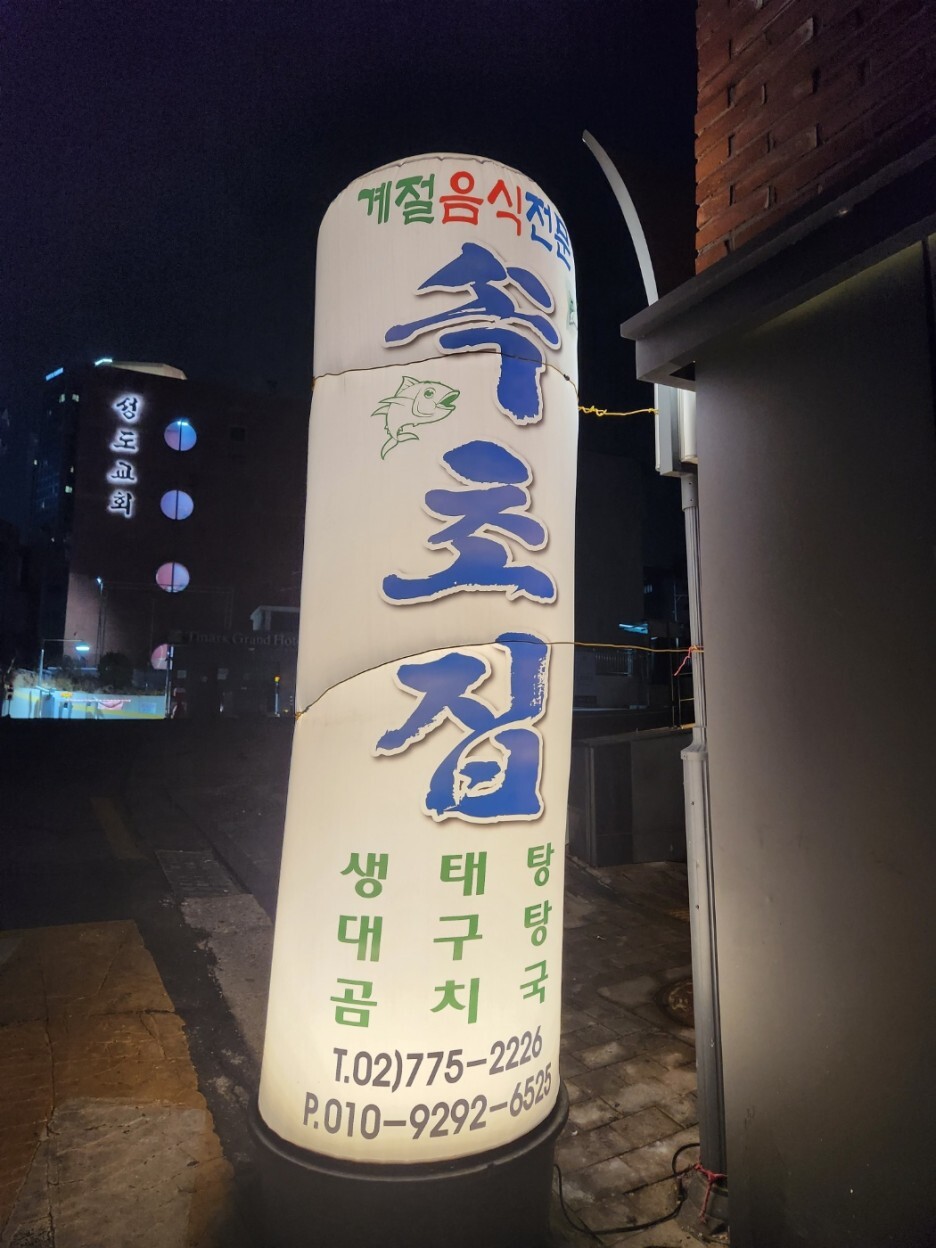 계절음식전문
속초집
생태탕
대구탕
곰치국
T.02)775-2226
P.010-9292-6525
성도교회
Grand